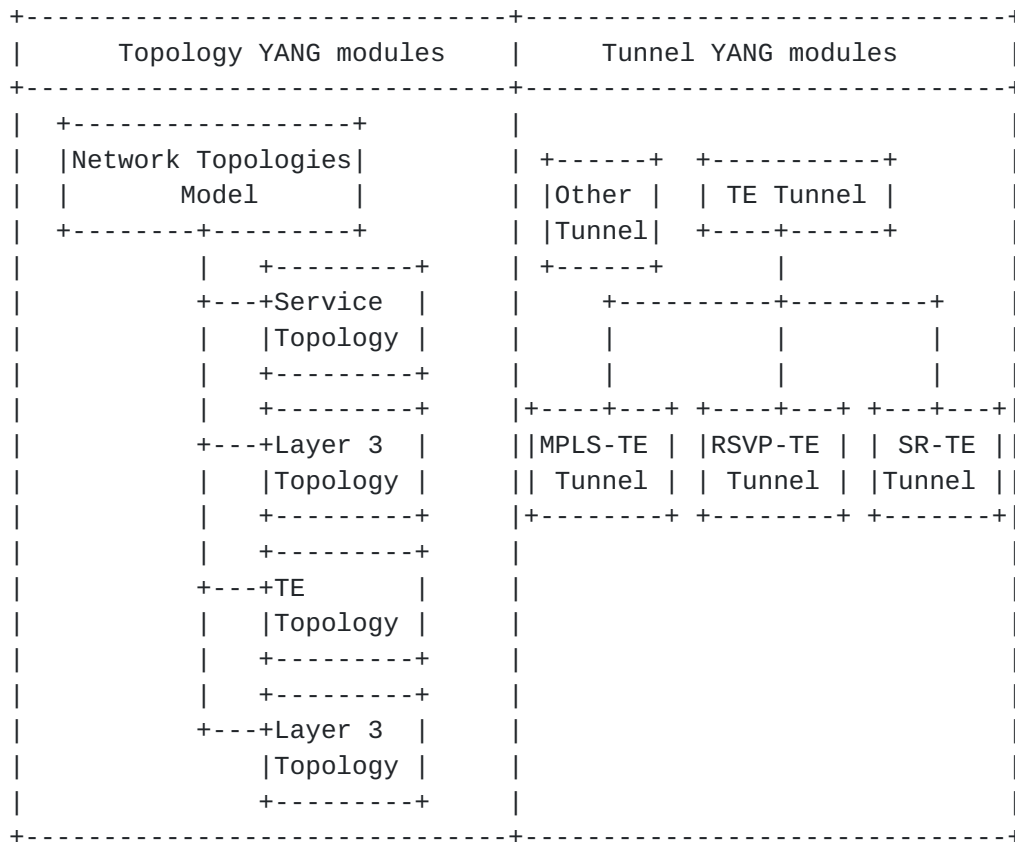 Topology YANG modules
Tunnel YANG modules
Network Topologies
Model
Service
Topology
Layer 3
Topology
TE
Topology
Layer 3
Topology
Other
Tunnel
TE Tunnel
MPLS-TE
Tunnel
RSVP-TE
Tunnel
SR-TE
Tunnel